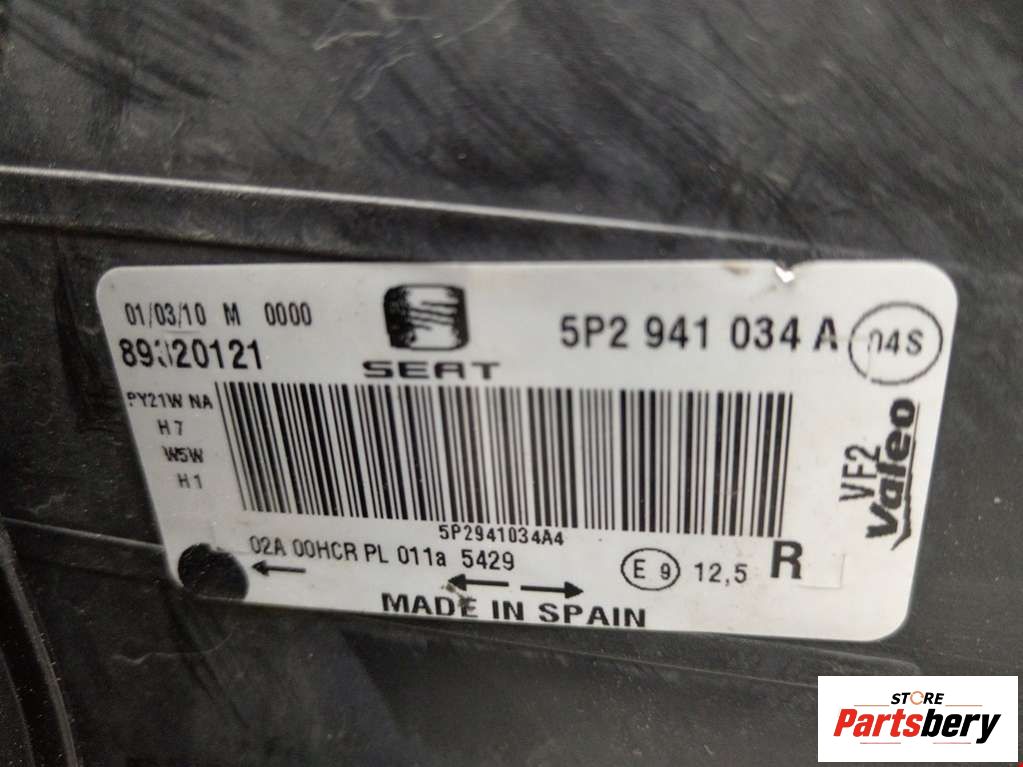 01/03/10 M 0000
89320121
SEAT
5P2 941 034 A
04S
PY21W NA
H7
W5W
H1
VF2
Valeo
5P2941034A4
02A 00HCR PL 011a 5429
E 9 12,5 R
MADE IN SPAIN
STORE
Partsbery